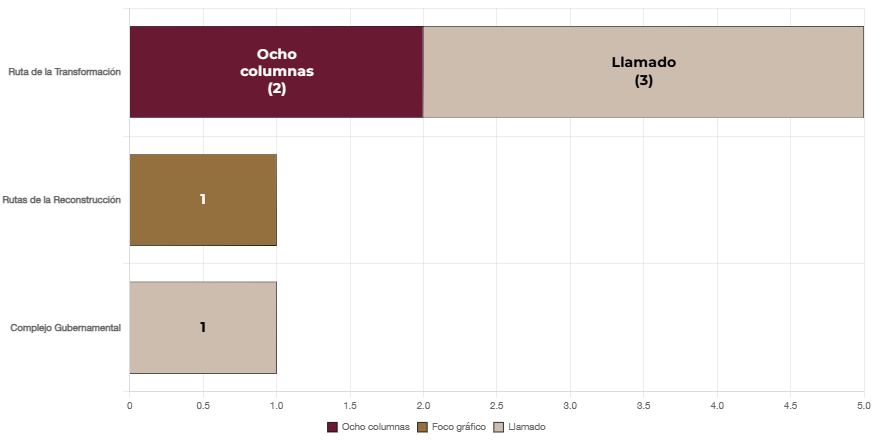 Ruta de la Transformación
Ocho
columnas
(2)
Llamado
(3)
Rutas de la Reconstrucción
1
Complejo Gubernamental
1
0 0.5 1.0 1.5 2.0 2.5 3.0 3.5 4.0 4.5 5.0
Ocho columnas Foco gráfico Llamado